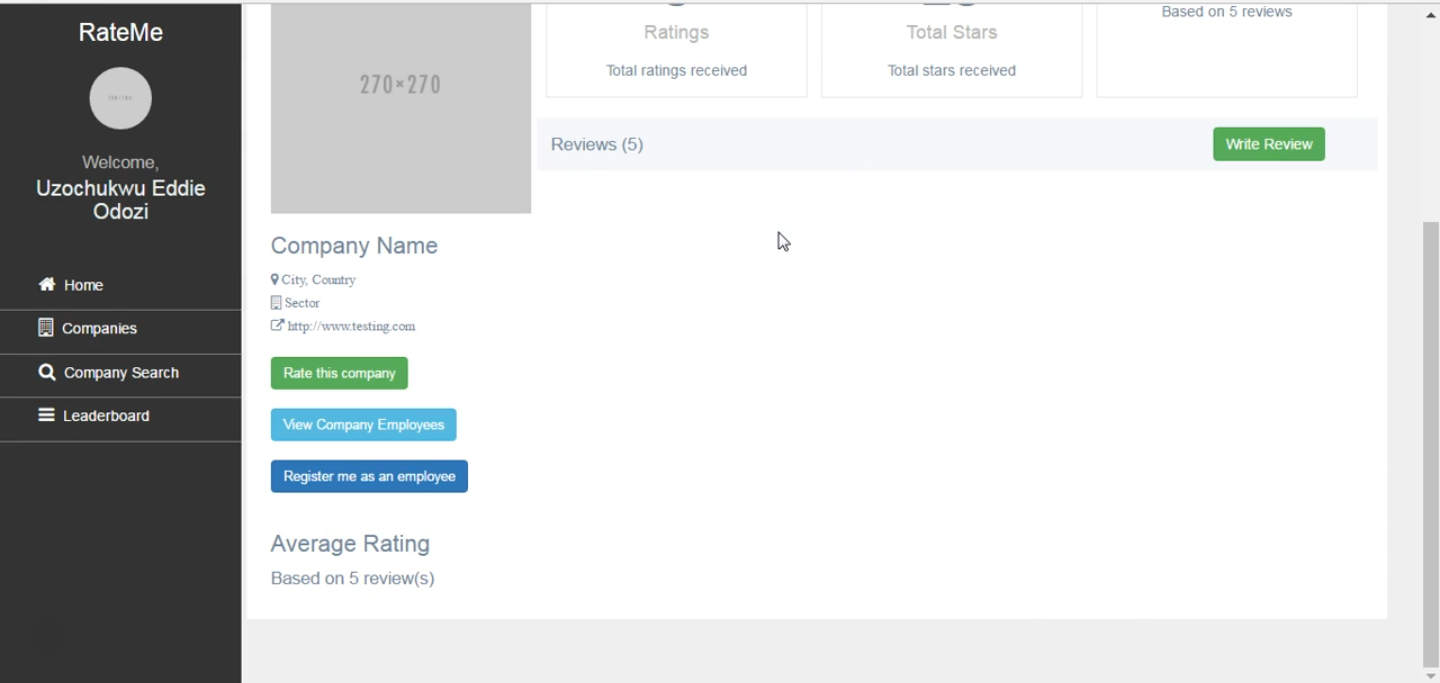 RateMe
Welcome,
Uzochukwu Eddie
Odozi
Home
Companies
Company Search
Leaderboard
270×270
Ratings
Total ratings received
Total Stars
Total stars received
Based on 5 reviews
Reviews (5)
Write Review
Company Name
City, Country
Sector
http://www.testing.com
Rate this company
View Company Employees
Register me as an employee
Average Rating
Based on 5 review(s)